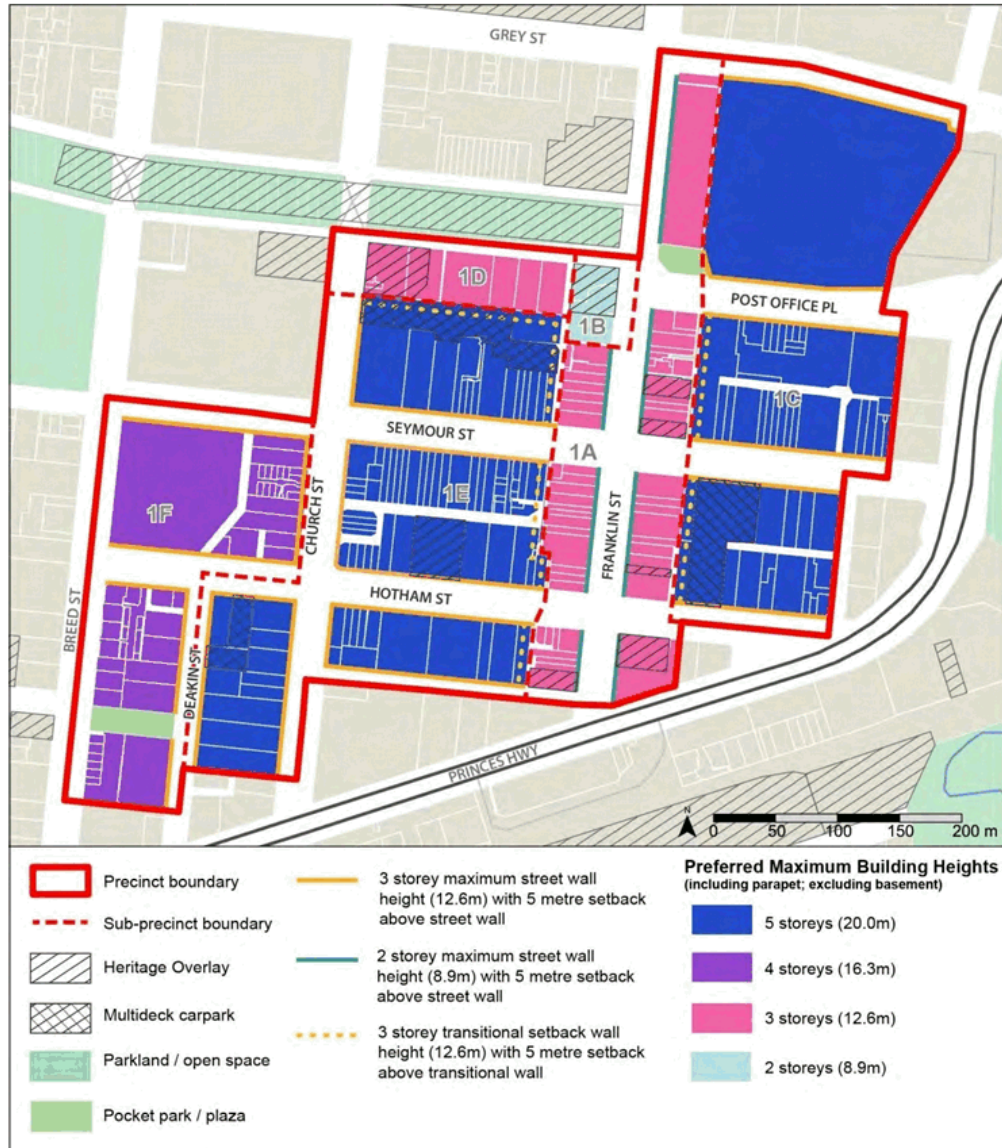 GREY ST
1D
1B
POST OFFICE PL
1C
SEYMOUR ST
1A
1F
CHURCH ST
1E
FRANKLIN ST
HOTHAM ST
BREED ST
DEAKIN ST
PRINCES HWY
N
0 50 100 150 200 m
Precinct boundary
Sub-precinct boundary
Heritage Overlay
Multideck carpark
Parkland / open space
Pocket park / plaza
3 storey maximum street wall
height (12.6m) with 5 metre setback
above street wall
2 storey maximum street wall
height (8.9m) with 5 metre setback
above street wall
3 storey transitional setback wall
height (12.6m) with 5 metre setback
above transitional wall
Preferred Maximum Building Heights
(including parapet; excluding basement)
5 storeys (20.0m)
4 storeys (16.3m)
3 storeys (12.6m)
2 storeys (8.9m)